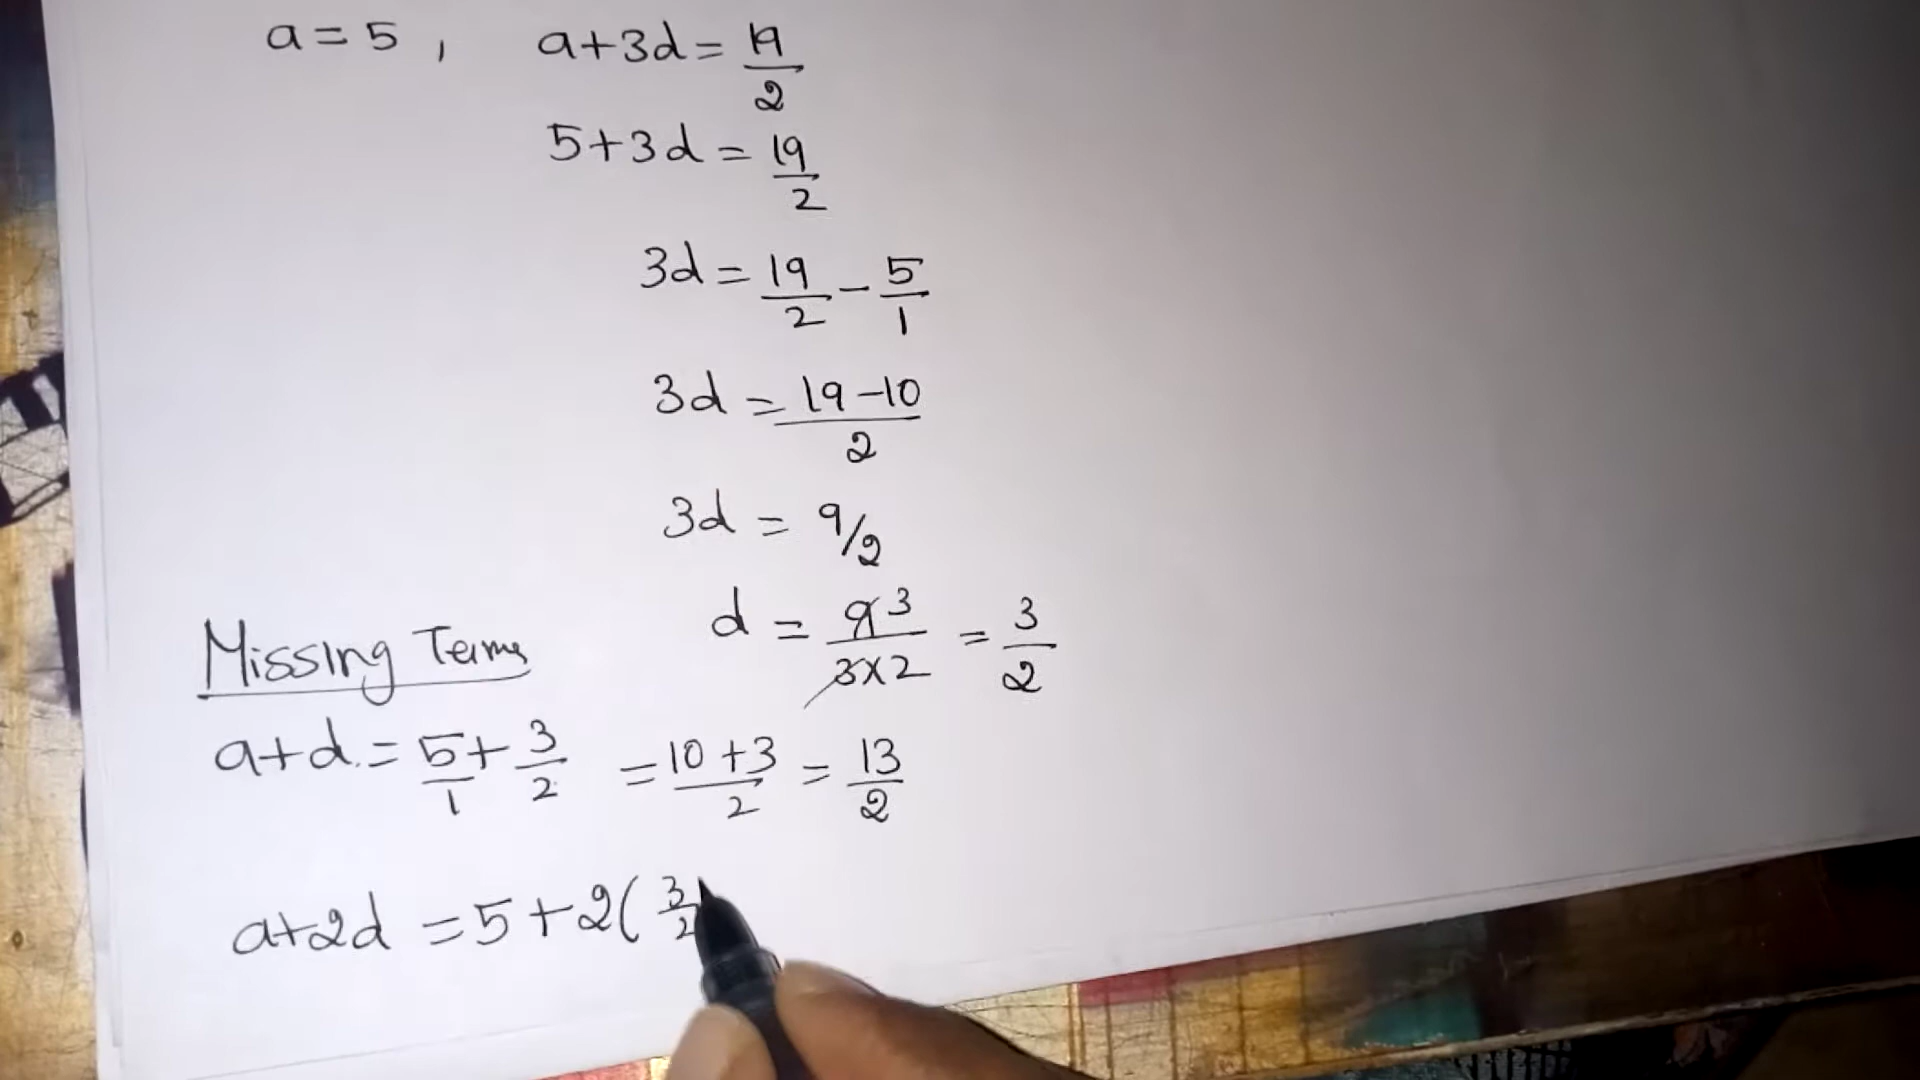 a = 5 , a+3d = 19/2
5+3d = 19/2
3d = 19/2 - 5/1
3d = 19-10/2
3d = 9/2
d = 9 3/3x2 = 3/2
Missing Terms
a+d. = 5/1 + 3/2 = 10+3/2 = 13/2
a+2d = 5+2( 3/2